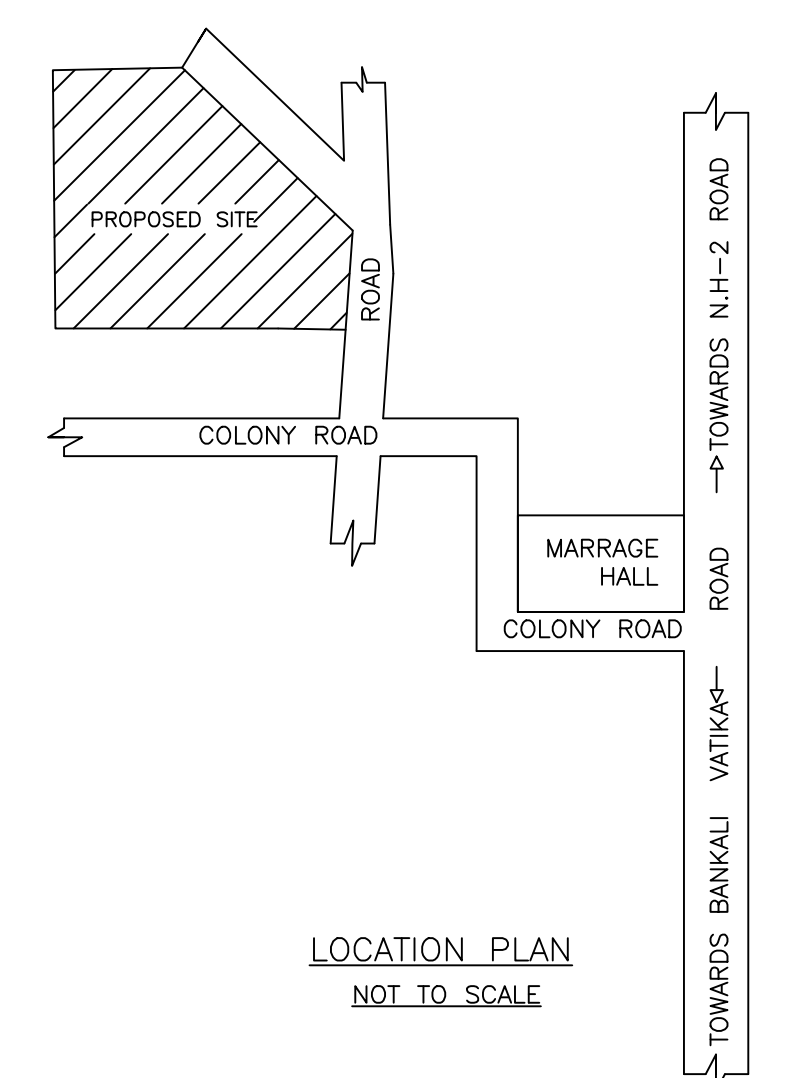 PROPOSED SITE
ROAD
COLONY ROAD
TOWARDS N.H-2 ROAD
MARRAGE
HALL
ROAD
COLONY ROAD
TOWARDS BANKALI VATIKA
LOCATION PLAN
NOT TO SCALE